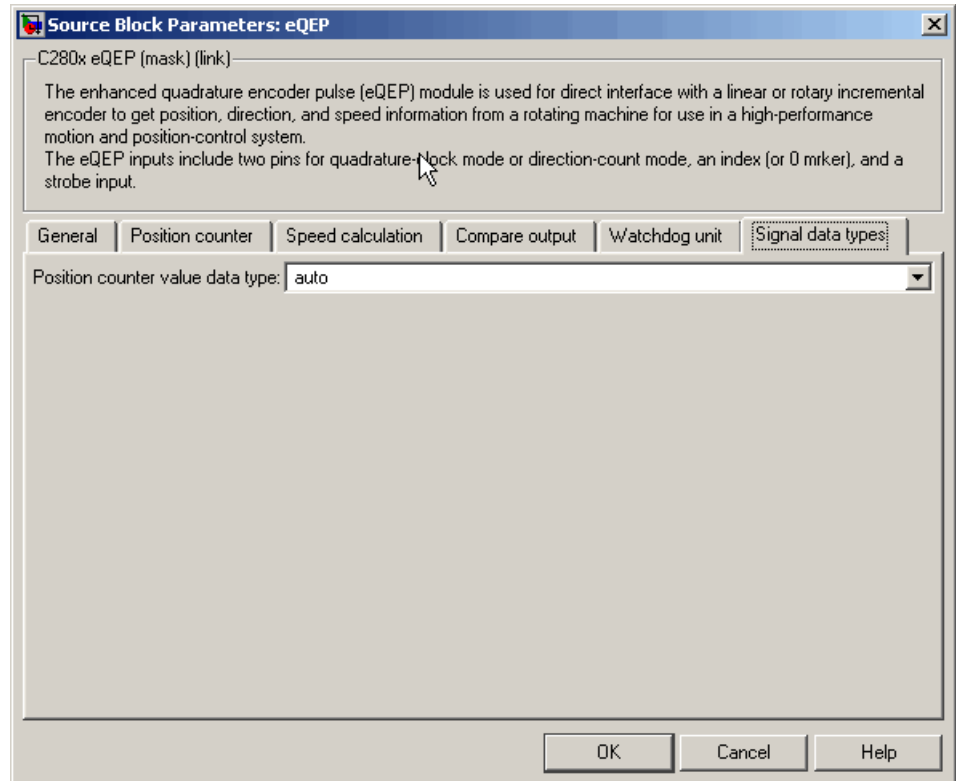 Source Block Parameters: eQEP
C280x eQEP (mask) (link)
The enhanced quadrature encoder pulse (eQEP) module is used for direct interface with a linear or rotary incremental
encoder to get position, direction, and speed information from a rotating machine for use in a high-performance
motion and position-control system.
The eQEP inputs include two pins for quadrature-clock mode or direction-count mode, an index (or 0 mrker), and a
strobe input.
General Position counter Speed calculation Compare output Watchdog unit Signal data types
Position counter value data type: auto
OK Cancel Help